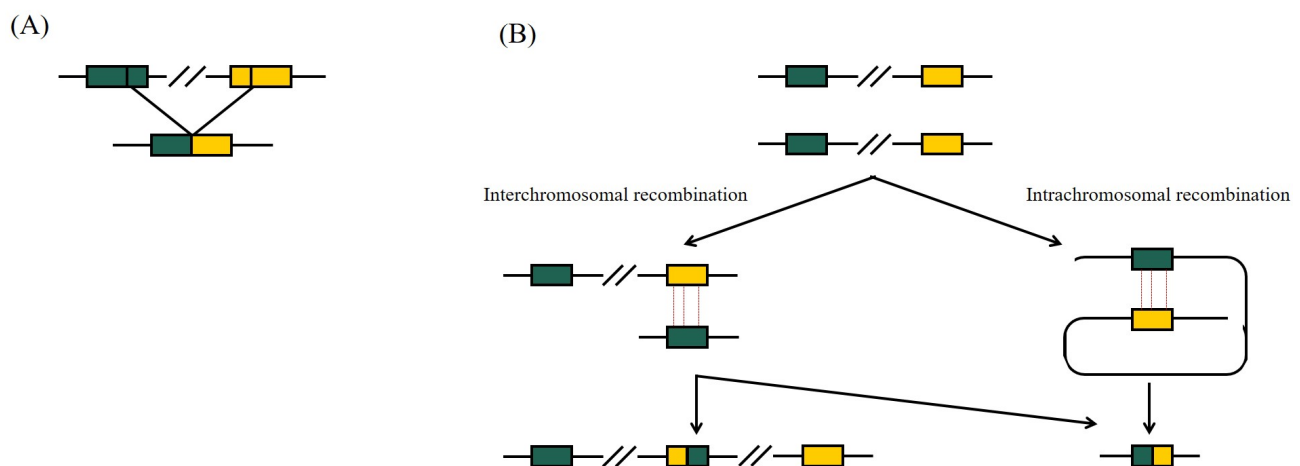 (A)
(B)
Interchromosomal recombination
Intrachromosomal recombination